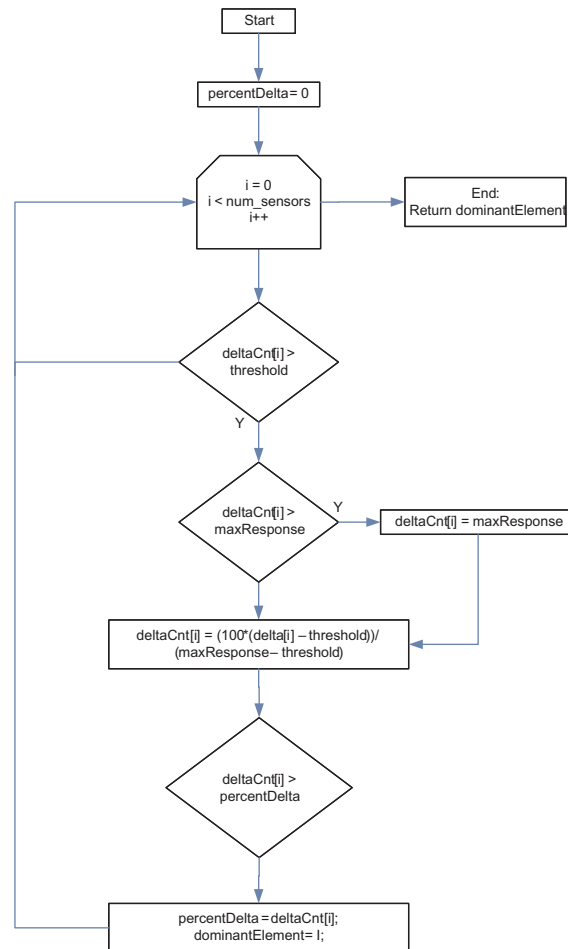 Start
percentDelta = 0
i = 0
i < num_sensors
i++
End:
Return dominantElement
deltaCnt[i] >
threshold
Y
deltaCnt[i] >
maxResponse
Y
deltaCnt[i] = maxResponse
deltaCnt[i] = (100*(delta[i] – threshold))/
(maxResponse – threshold)
deltaCnt[i] >
percentDelta
percentDelta = deltaCnt[i];
dominantElement = I;